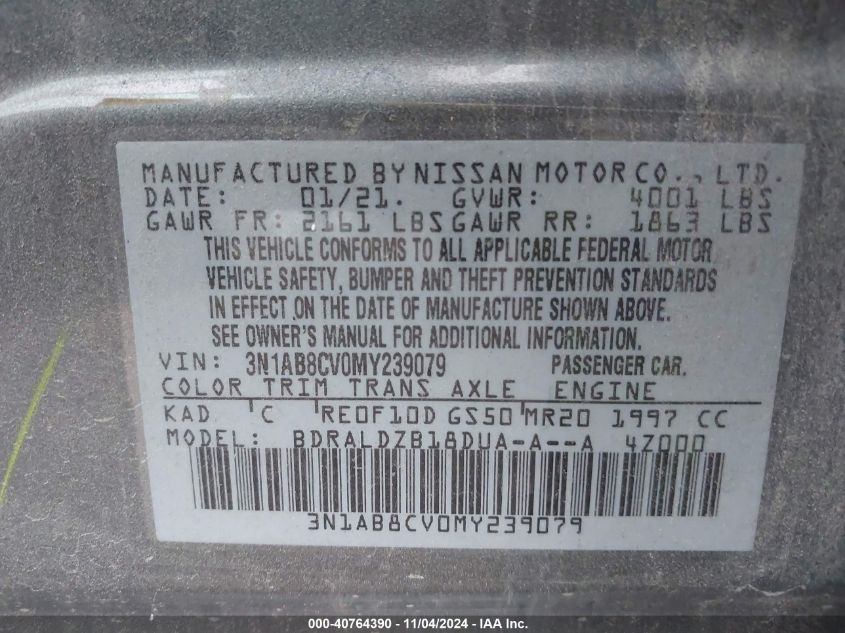 MANUFACTURED BY NISSAN MOTOR CO., LTD.
DATE: 01/21. GVWR: 4001 LBS
GAWR FR: 2161 LBS GAWR RR: 1863 LBS
THIS VEHICLE CONFORMS TO ALL APPLICABLE FEDERAL MOTOR
VEHICLE SAFETY, BUMPER AND THEFT PREVENTION STANDARDS
IN EFFECT ON THE DATE OF MANUFACTURE SHOWN ABOVE.
SEE OWNER'S MANUAL FOR ADDITIONAL INFORMATION.
VIN: 3N1AB8CV0MY239079 PASSENGER CAR.
COLOR TRIM TRANS AXLE ENGINE
KAD 'C RE0F10D GS50 MR20 1997 CC
MODEL: BDRALDZB18DUA-A--A 4Z000
3N1AB8CV0MY239079
000-40764390 - 11/04/2024 - Copyright © 2024 IAA, Inc.